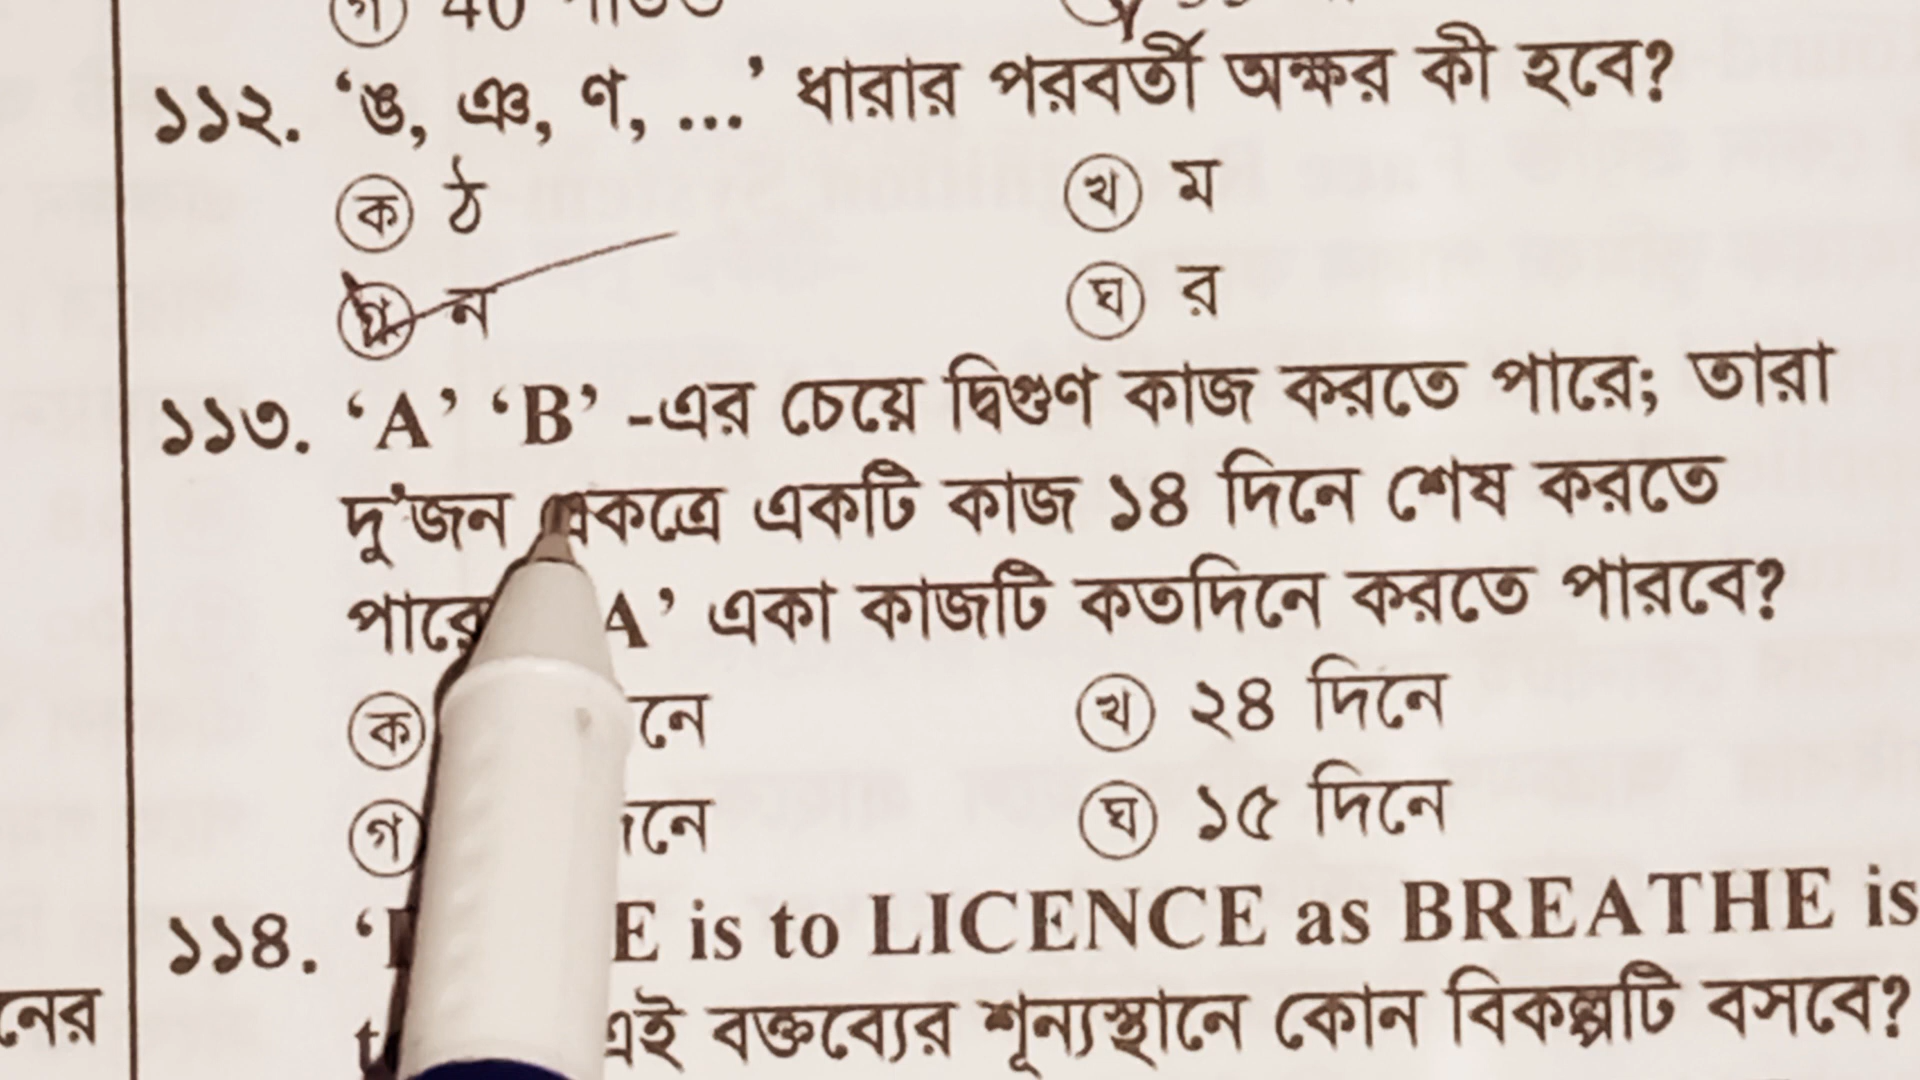 ১১২. ‘ঙ, ঞ, ণ, ...’ ধারার পরবর্তী অক্ষর কী হবে?
ক ঠ
খ ম
গ ন
ঘ র
১১৩. ‘A’ ‘B’ -এর চেয়ে দ্বিগুণ কাজ করতে পারে; তারা
দু’জন একত্রে একটি কাজ ১৪ দিনে শেষ করতে
পারে A’ একা কাজটি কতদিনে করতে পারবে?
ক
খ ২৪ দিনে
গ
ঘ ১৫ দিনে
১১৪. is to LICENCE as BREATHE is
এই বক্তব্যের শূন্যস্থানে কোন বিকল্পটি বসবে?
নের